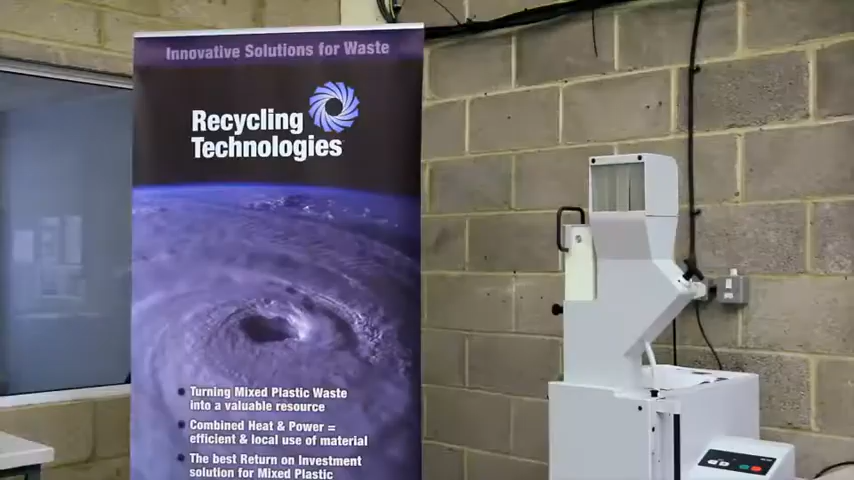 Innovative Solutions for Waste
Recycling
Technologies
Turning Mixed Plastic Waste
into a valuable resource
Combined Heat & Power =
efficient & local use of material
The best Return on Investment
solution for Mixed Plastic